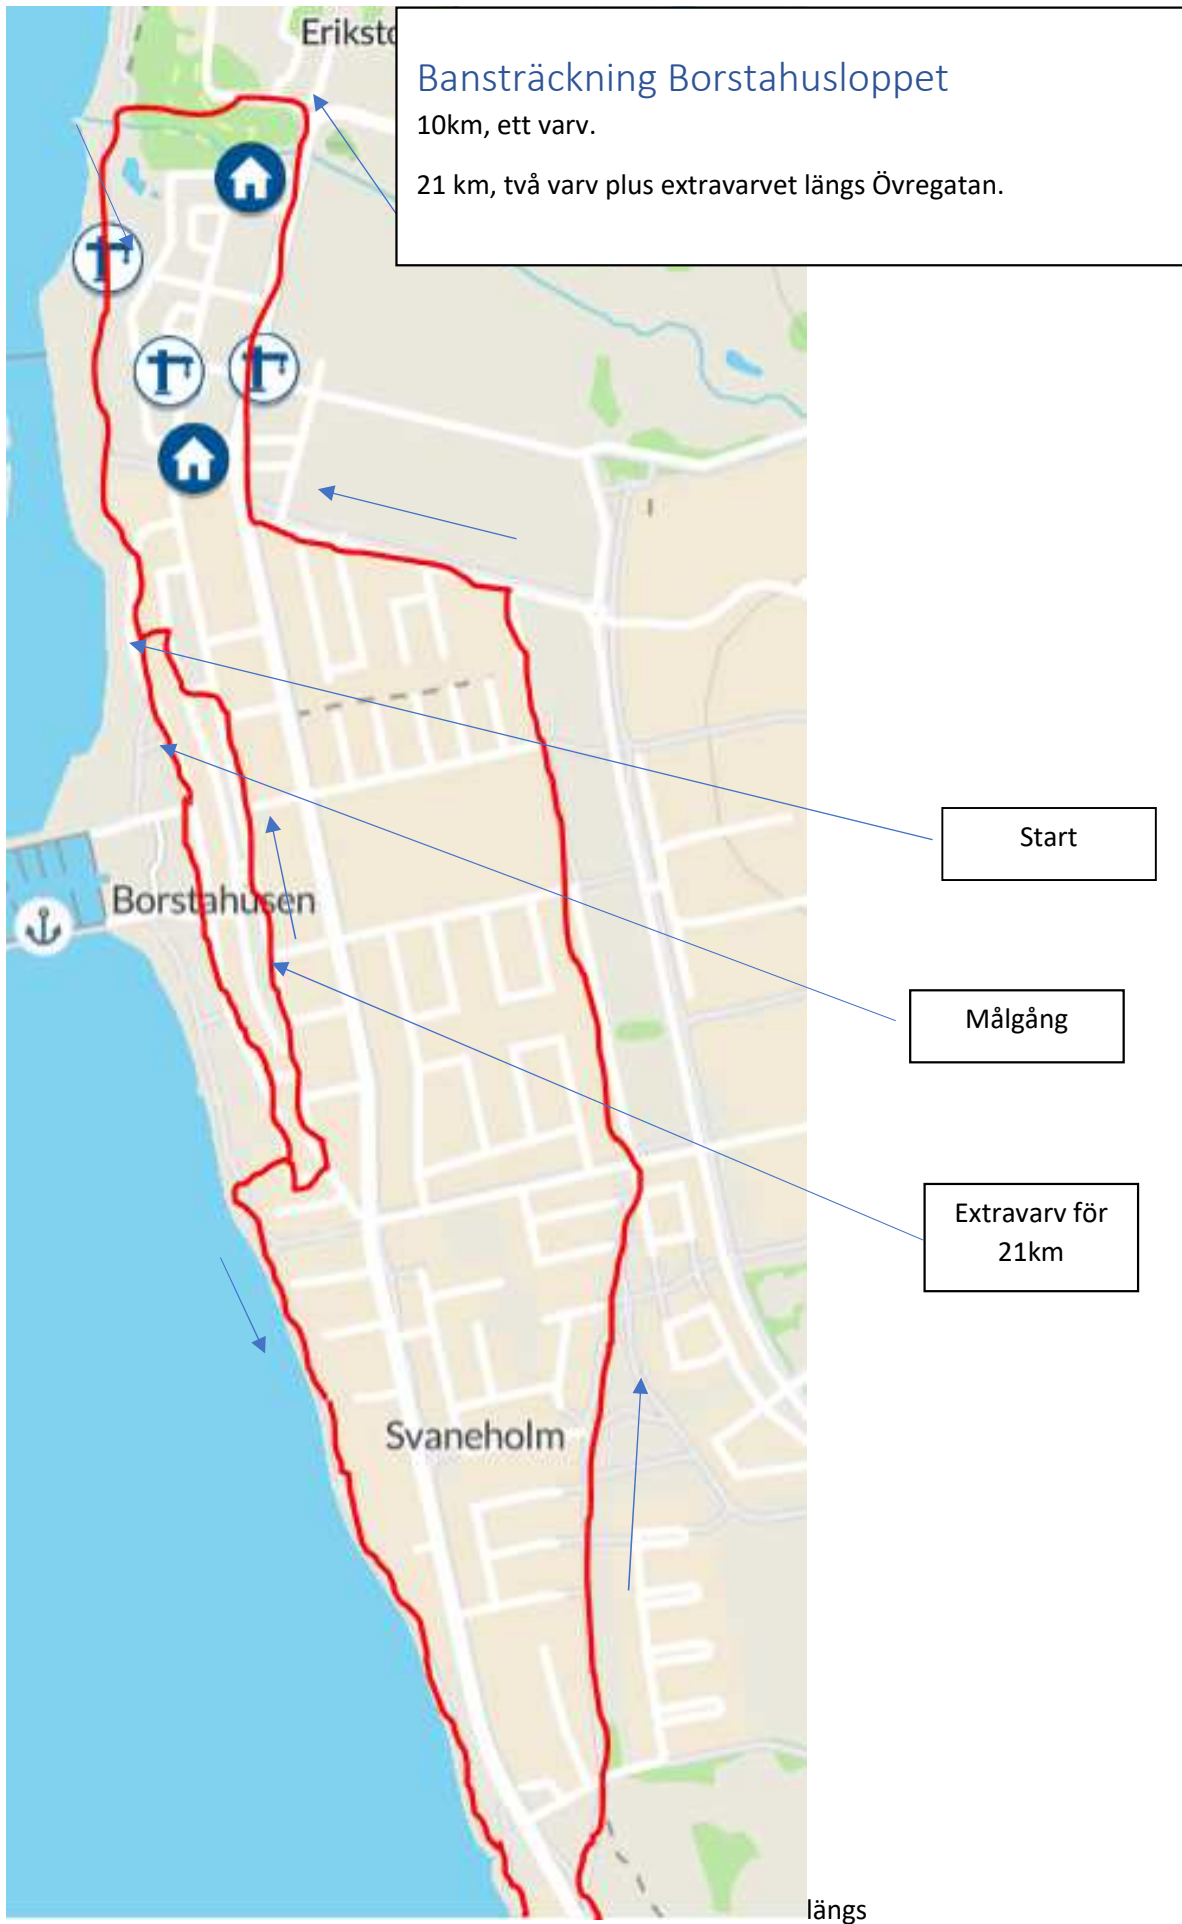 Eriksto
Bansträckning Borstahusloppet
10km, ett varv.
21 km, två varv plus extravarvet längs Övregatan.
Start
Borstahusen
Målgång
Extravarv för
21km
Svaneholm
längs